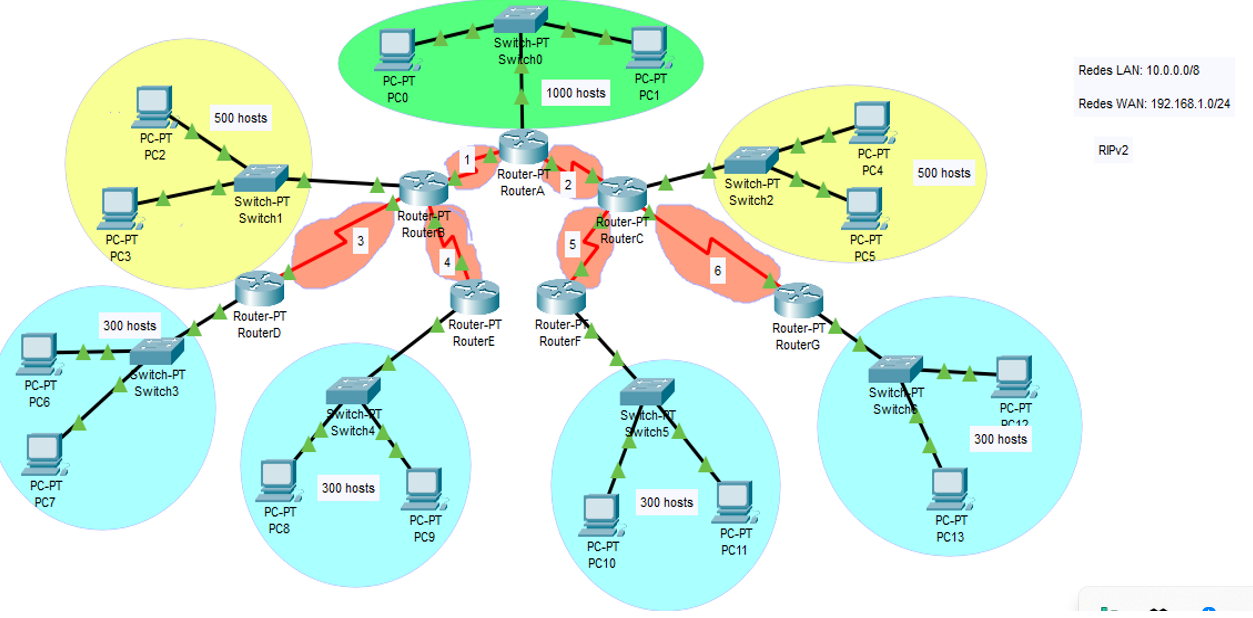 Switch-PT
Switch0
PC-PT
PC0
PC-PT
PC1
1000 hosts
Redes LAN: 10.0.0.0/8
Redes WAN: 192.168.1.0/24
RIPv2
PC-PT
PC2
500 hosts
PC-PT
PC3
Switch-PT
Switch1
1
Router-PT
RouterA
2
Router-PT
RouterB
Router-PT
RouterC
Switch-PT
Switch2
PC-PT
PC4
500 hosts
PC-PT
PC5
3
4
5
6
Router-PT
RouterD
Router-PT
RouterE
Router-PT
RouterF
Router-PT
RouterG
300 hosts
PC-PT
PC6
Switch-PT
Switch3
PC-PT
PC7
Switch-PT
Switch4
300 hosts
PC-PT
PC8
PC-PT
PC9
Switch-PT
Switch5
300 hosts
PC-PT
PC10
PC-PT
PC11
Switch-PT
Switch6
PC-PT
PC12
300 hosts
PC-PT
PC13